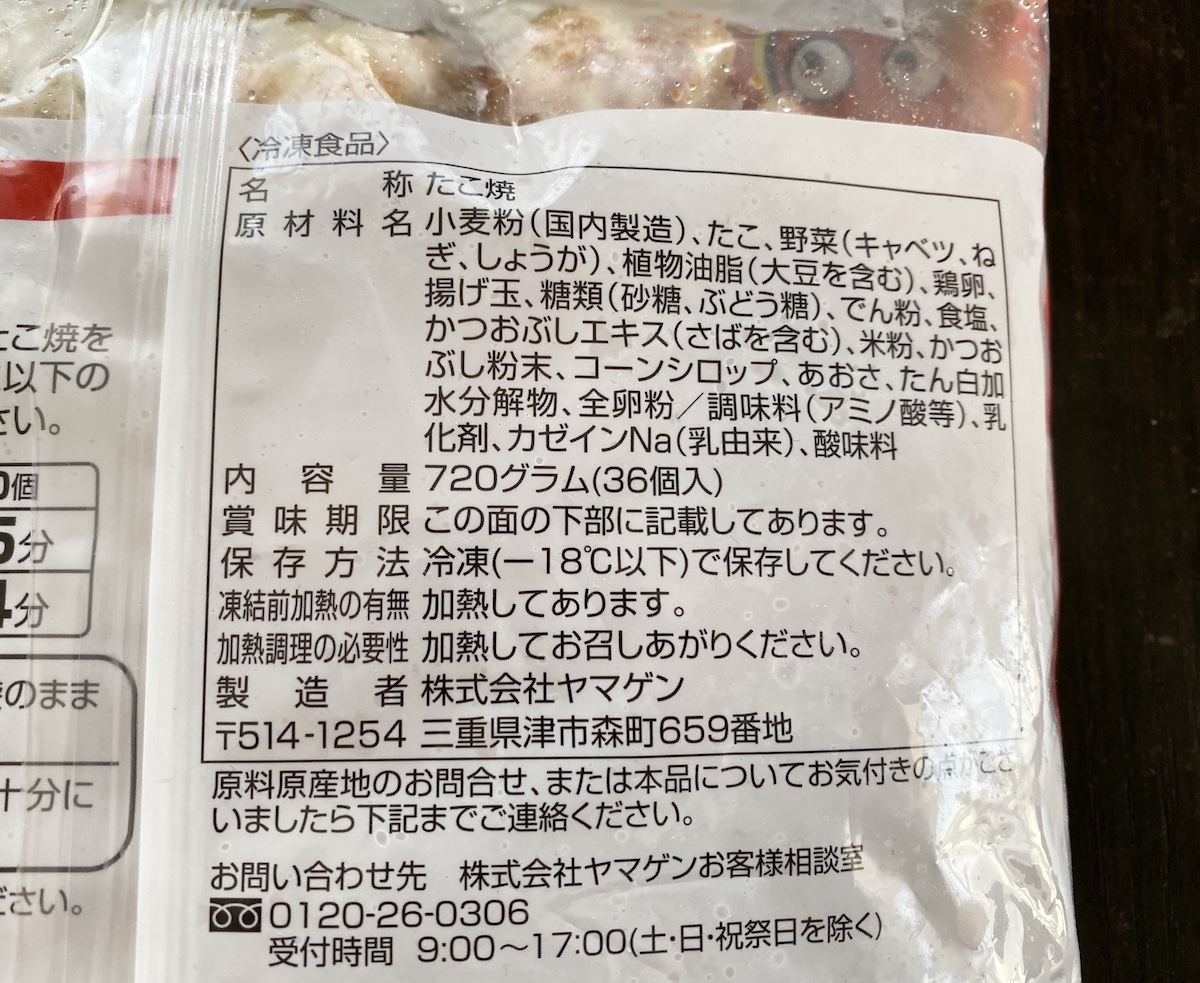 〈冷凍食品〉
名称 たこ焼
原材料名 小麦粉(国内製造)、たこ、野菜(キャベツ、ね
ぎ、しょうが)、植物油脂(大豆を含む)、鶏卵、
揚げ玉、糖類(砂糖、ぶどう糖)、でん粉、食塩、
かつおぶしエキス(さばを含む)、米粉、かつお
ぶし粉末、コーンシロップ、あおさ、たん白加
水分解物、全卵粉/調味料(アミノ酸等)、乳
化剤、カゼインNa(乳由来)、酸味料
内容量 720グラム(36個入)
賞味期限 この面の下部に記載してあります。
保存方法 冷凍(-18℃以下)で保存してください。
凍結前加熱の有無 加熱してあります。
加熱調理の必要性 加熱してお召しあがりください。
製造者 株式会社ヤマゲン
〒514-1254 三重県津市森町659番地
原料原産地のお問合せ、または本品についてお気付きの点がござ
いましたら下記までご連絡ください。
お問い合わせ先 株式会社ヤマゲンお客様相談室
0120-26-0306
受付時間 9:00~17:00(土・日・祝祭日を除く)
たこ焼を
以下の
さい。
0個
5分
4分
のまま
十分に
ださい。